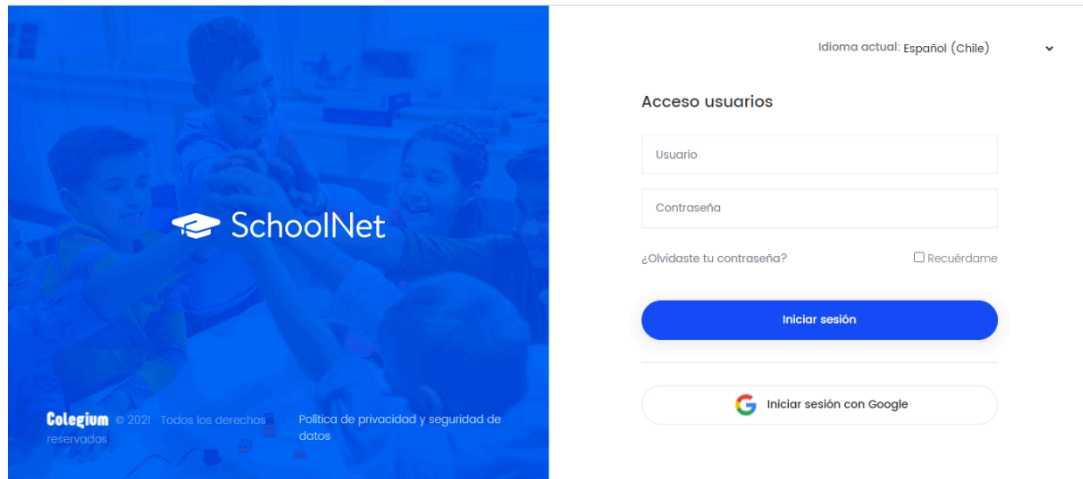 Idioma actual: Español (Chile)
SchoolNet
Acceso usuarios
Usuario
Contraseña
¿Olvidaste tu contraseña?
Recuérdame
Iniciar sesión
Iniciar sesión con Google
Colegium © 2021 Todos los derechos
reservados
Política de privacidad y seguridad de
datos